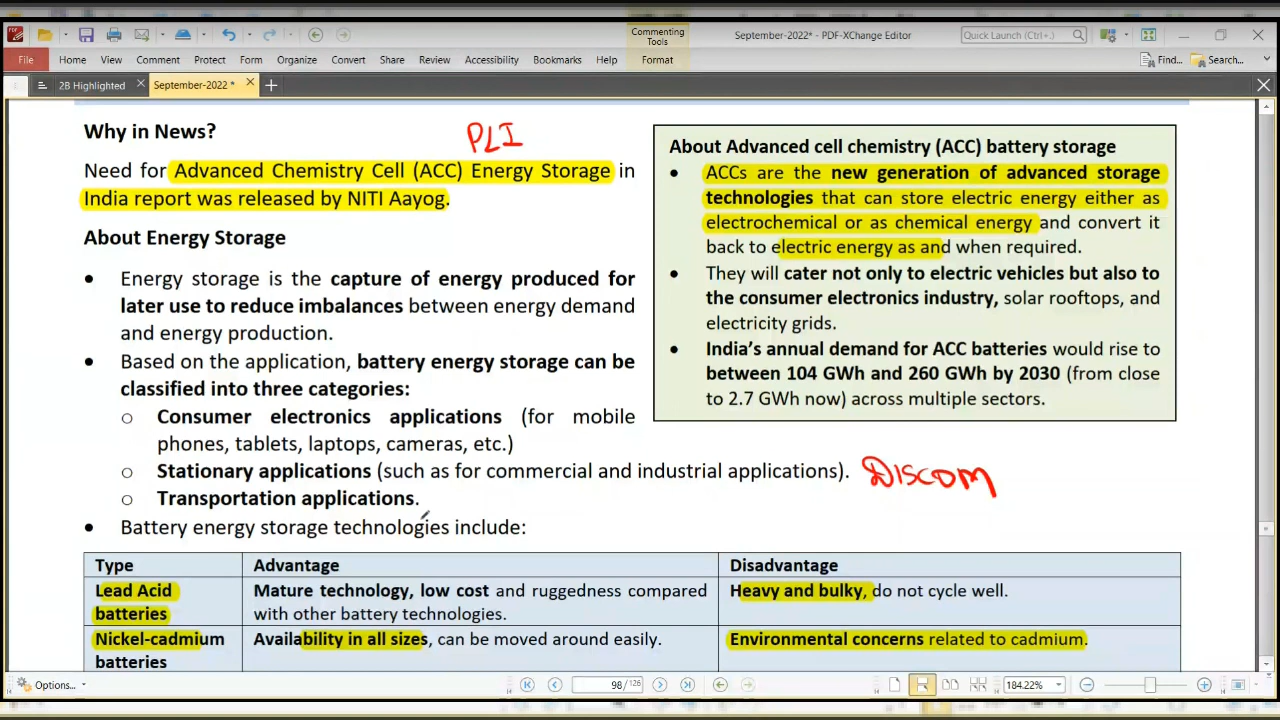 Commenting
Tools
September-2022* - PDF-XChange Editor
Quick Launch (Ctrl+.)
File Home View Comment Protect Form Organize Convert Share Review Accessibility Bookmarks Help Format Find... Search...
2B Highlighted September-2022 *
Why in News?
PLI
Need for Advanced Chemistry Cell (ACC) Energy Storage in
India report was released by NITI Aayog.
About Energy Storage
• Energy storage is the capture of energy produced for
later use to reduce imbalances between energy demand
and energy production.
• Based on the application, battery energy storage can be
classified into three categories:
o Consumer electronics applications (for mobile
phones, tablets, laptops, cameras, etc.)
o Stationary applications (such as for commercial and industrial applications).
DISCOM
o Transportation applications.
• Battery energy storage technologies include:
About Advanced cell chemistry (ACC) battery storage
• ACCs are the new generation of advanced storage
technologies that can store electric energy either as
electrochemical or as chemical energy and convert it
back to electric energy as and when required.
• They will cater not only to electric vehicles but also to
the consumer electronics industry, solar rooftops, and
electricity grids.
• India's annual demand for ACC batteries would rise to
between 104 GWh and 260 GWh by 2030 (from close
to 2.7 GWh now) across multiple sectors.
Type Advantage Disadvantage
Lead Acid Mature technology, low cost and ruggedness compared Heavy and bulky, do not cycle well.
batteries with other battery technologies.
Nickel-cadmium Availability in all sizes, can be moved around easily. Environmental concerns related to cadmium.
batteries
Options... 98 / 126 184.22%